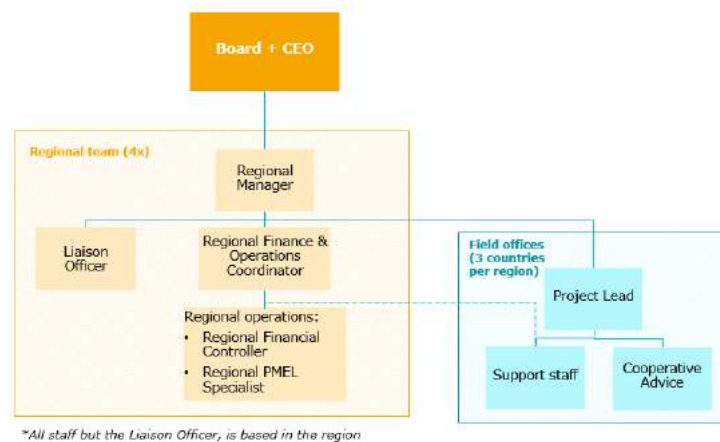 Board + CEO
Regional team (4x)
Regional
Manager
Liaison
Officer
Regional Finance &
Operations
Coordinator
Regional operations:
• Regional Financial
Controller
• Regional PMEL
Specialist
Field offices
(3 countries
per region)
Project Lead
Support staff
Cooperative
Advice
*All staff but the Liaison Officer, is based in the region